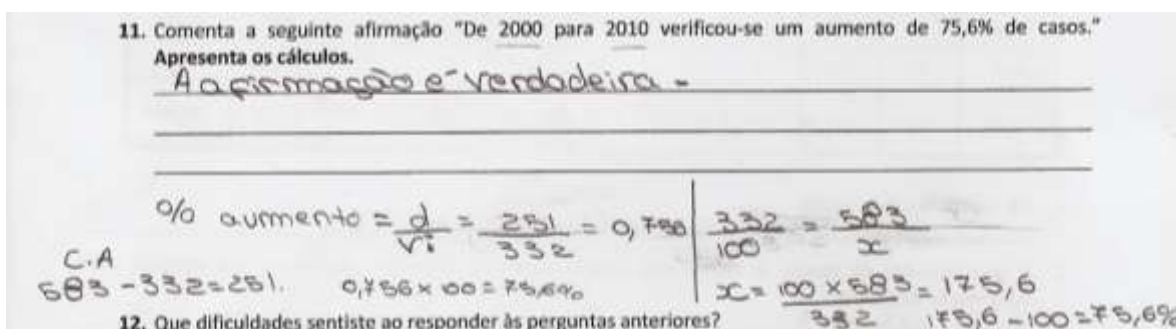 11. Comenta a seguinte afirmação "De 2000 para 2010 verificou-se um aumento de 75,6% de casos."
Apresenta os cálculos.
A afirmação é verdadeira.
% aumento = d/Vi = 251/332 = 0,756
C.A
583 - 332 = 251.
0,756 x 100 = 75,6%
332/100 = 583/x
x = 100 x 583/332 = 175,6
175,6 - 100 = 75,6%
12. Que dificuldades sentiste ao responder às perguntas anteriores?